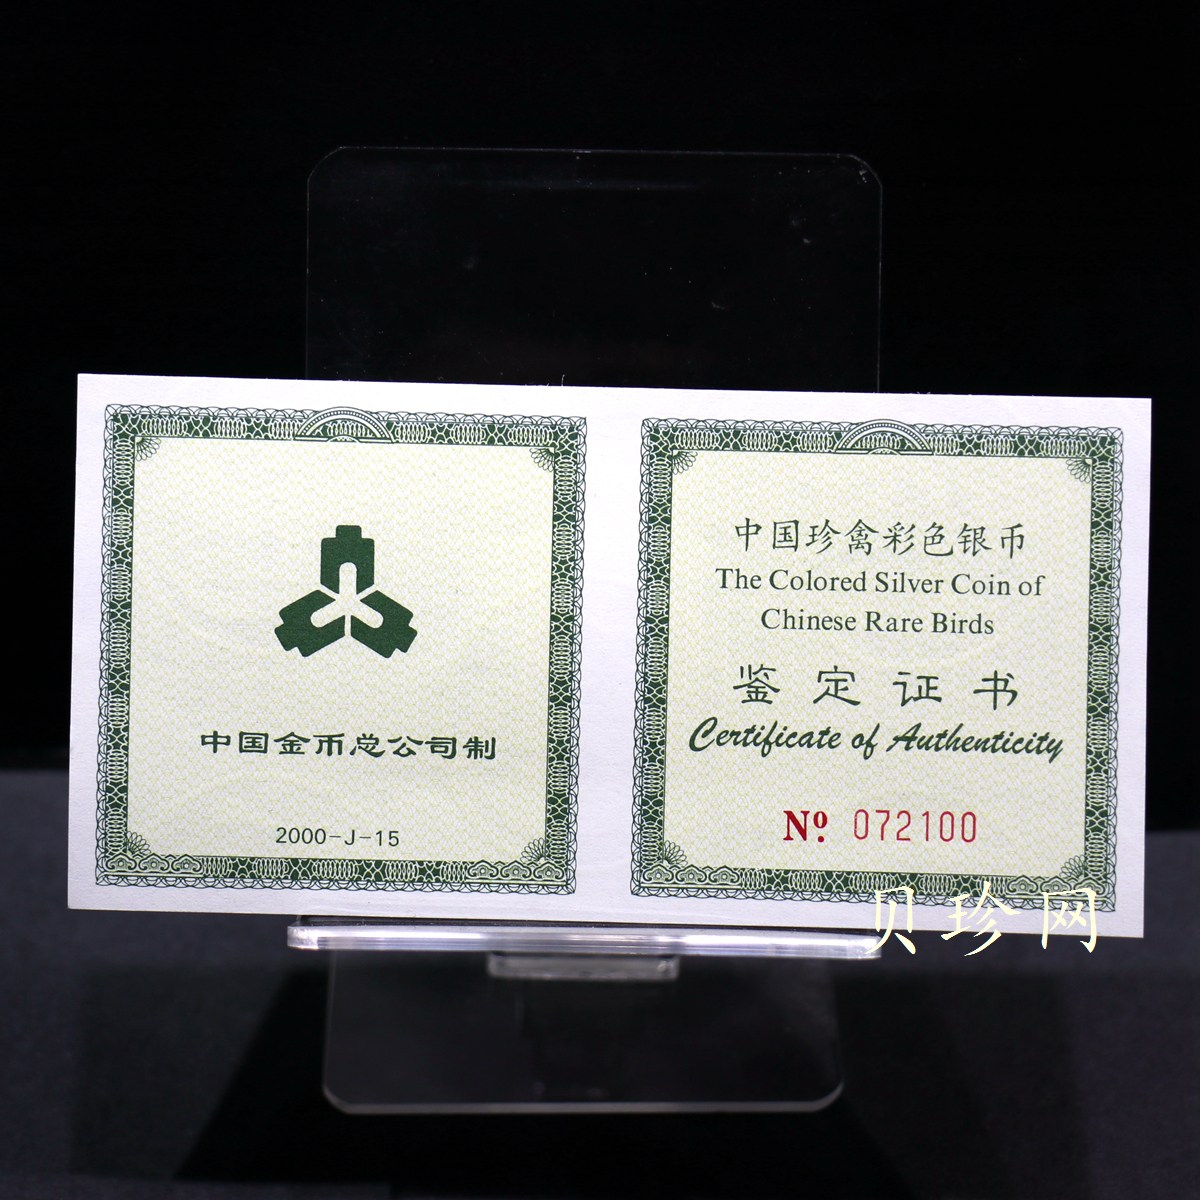 中国金币总公司制
2000-J-15
中国珍禽彩色银币
The Colored Silver Coin of
Chinese Rare Birds
鉴定证书
Certificate of Authenticity
Nº. 072100
贝珍网